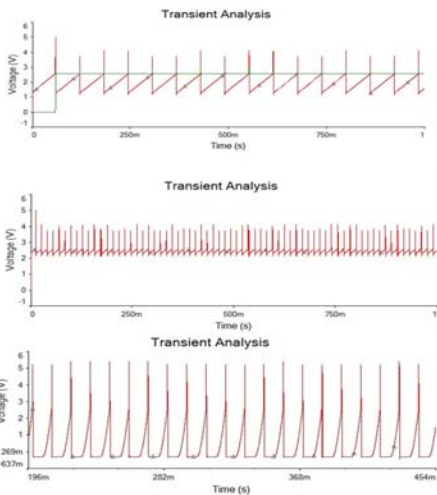 Transient Analysis
Voltage (V)
6
5
4
3
2
1
0
-1
0 250m 500m 750m 1
Time (s)
Transient Analysis
Voltage (V)
6
5
4
3
2
1
0
-1
0 250m 500m 750m 1
Time (s)
Transient Analysis
Voltage (V)
6
5
4
3
2
1
269m
-637m
196m 282m 368m 454m
Time (s)